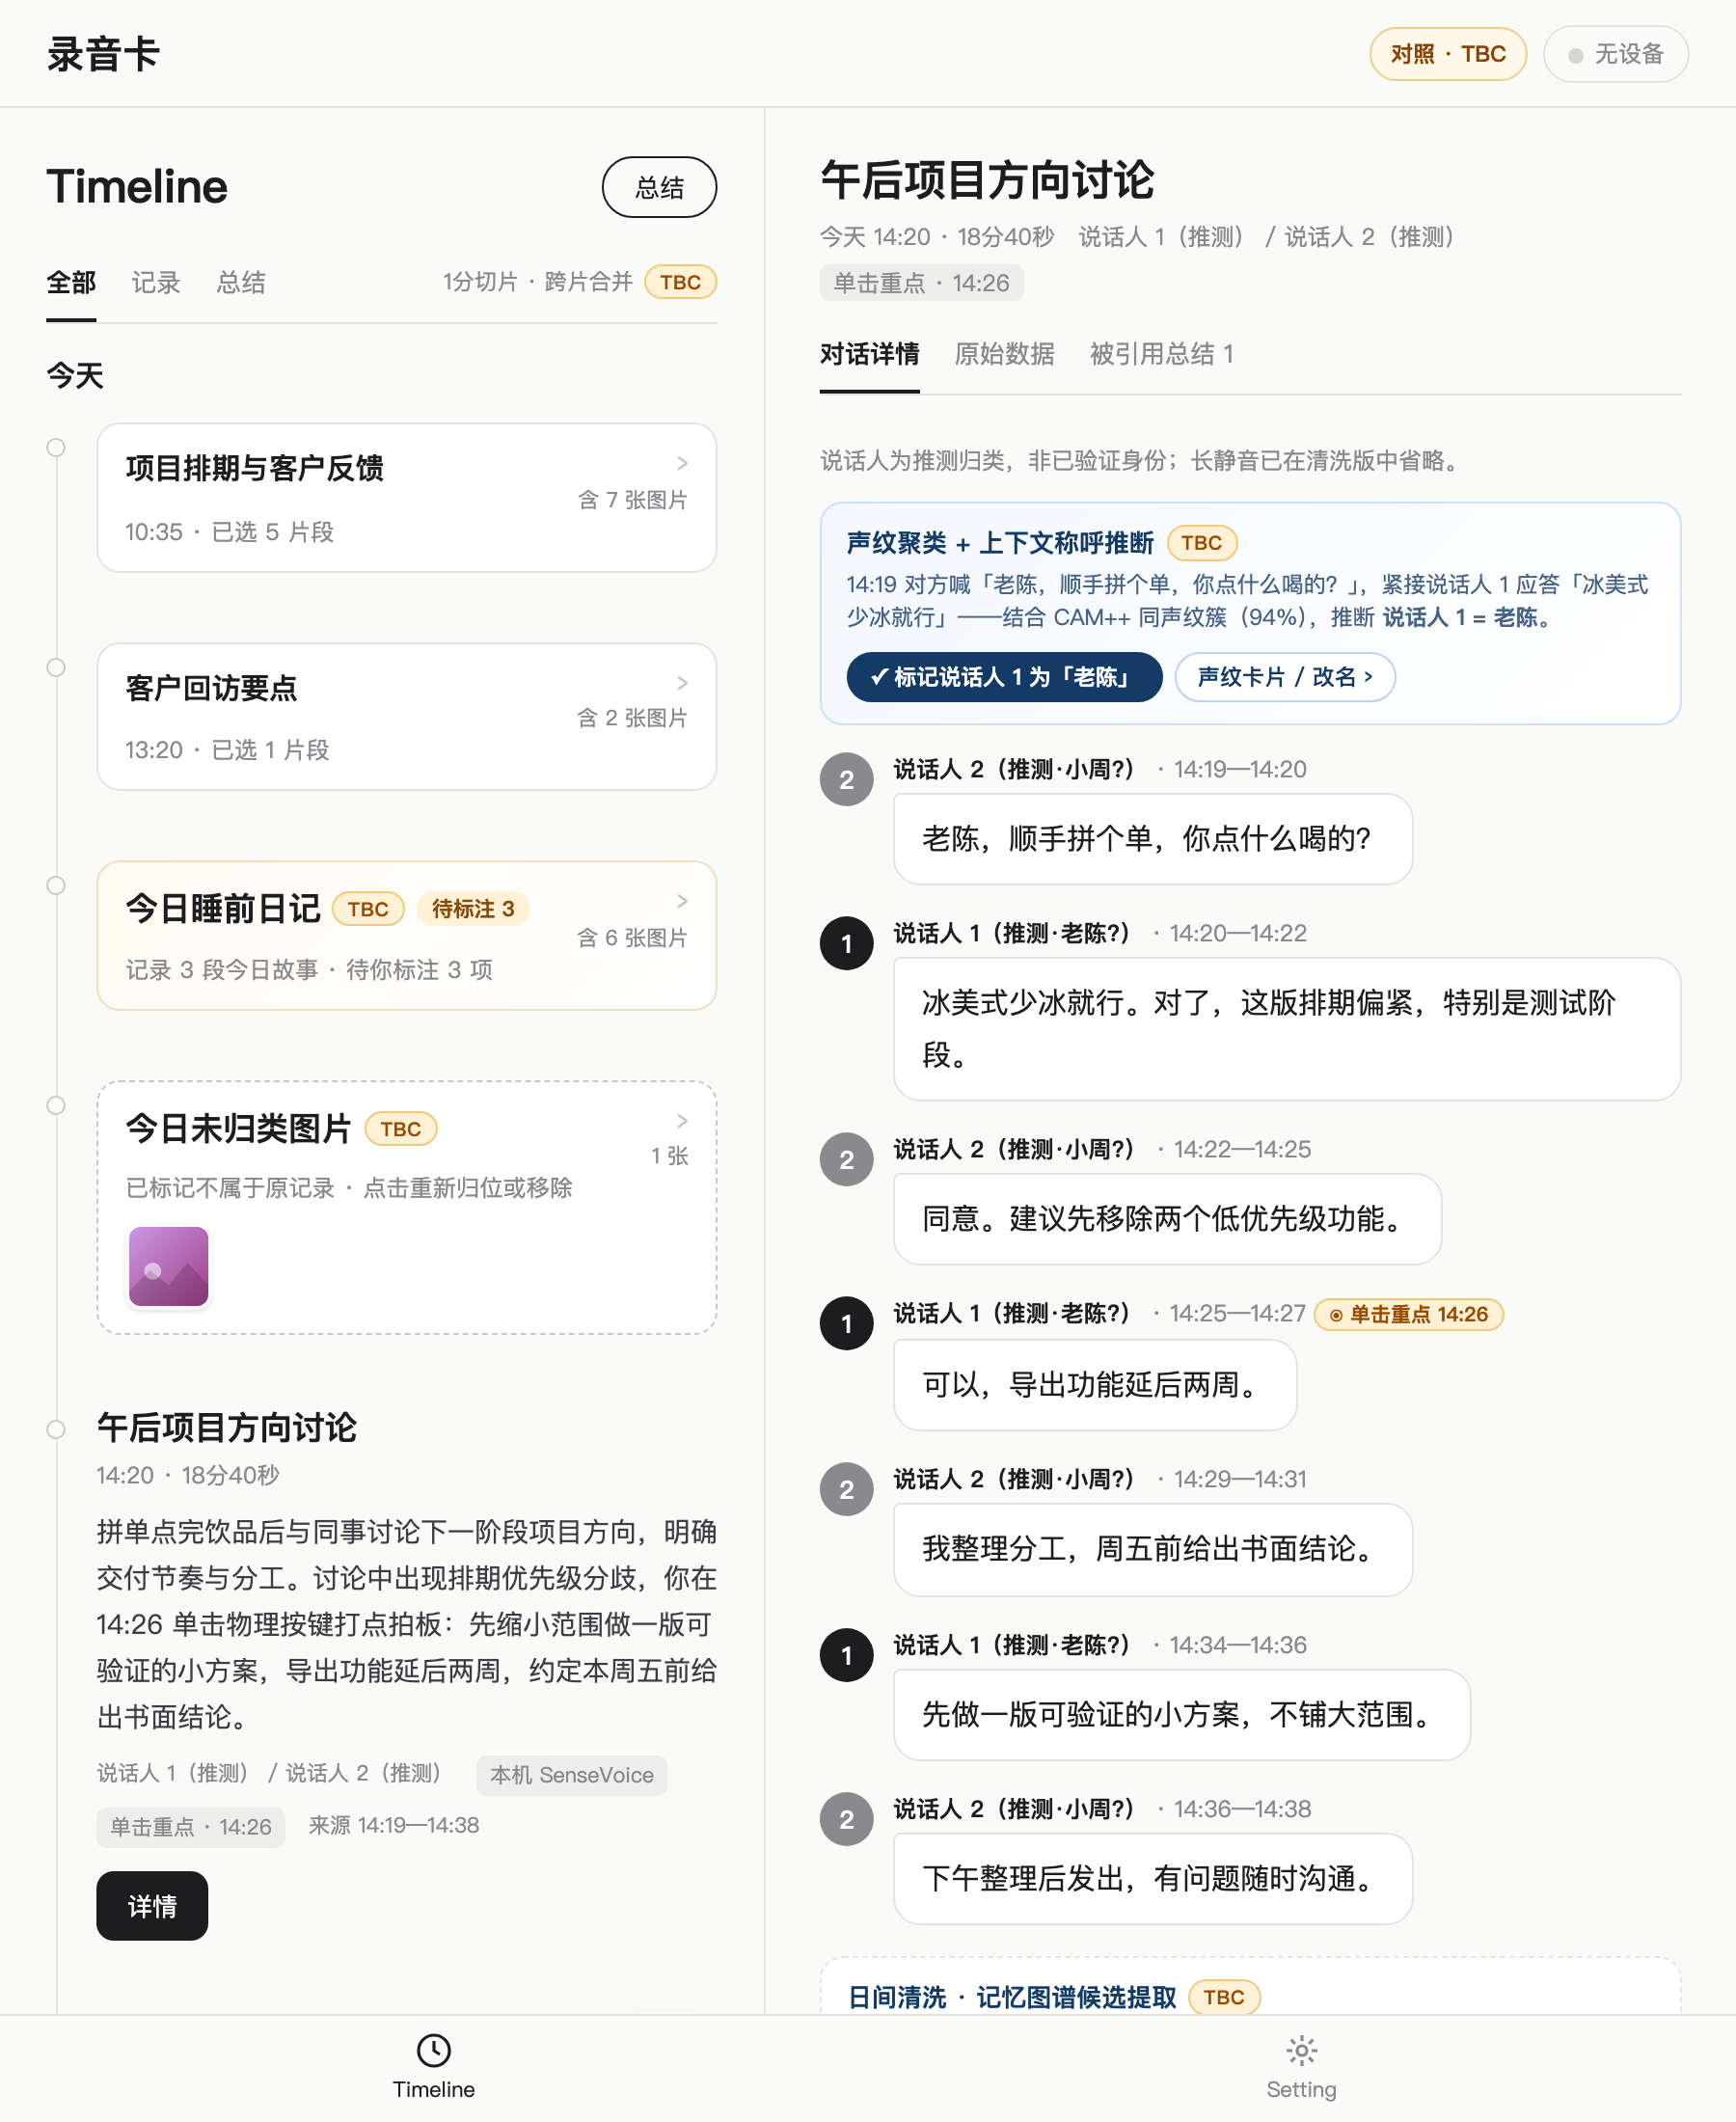 录音卡
对照 · TBC
无设备
Timeline
总结
全部 记录 总结 1分切片 · 跨片合并 TBC
今天
项目排期与客户反馈
含 7 张图片
10:35 · 已选 5 片段
客户回访要点
含 2 张图片
13:20 · 已选 1 片段
今日睡前日记 TBC 待标注 3
含 6 张图片
记录 3 段今日故事 · 待你标注 3 项
今日未归类图片 TBC
1 张
已标记不属于原记录 · 点击重新归位或移除
午后项目方向讨论
14:20 · 18分40秒
拼单点完饮品后与同事讨论下一阶段项目方向，明确
交付节奏与分工。讨论中出现排期优先级分歧，你在
14:26 单击物理按键打点拍板：先缩小范围做一版可
验证的小方案，导出功能延后两周，约定本周五前给
出书面结论。
说话人 1（推测） / 说话人 2（推测） 本机 SenseVoice
单击重点 · 14:26 来源 14:19—14:38
详情
午后项目方向讨论
今天 14:20 · 18分40秒 说话人 1（推测） / 说话人 2（推测）
单击重点 · 14:26
对话详情 原始数据 被引用总结 1
说话人为推测归类，非已验证身份；长静音已在清洗版中省略。
声纹聚类 + 上下文称呼推断 TBC
14:19 对方喊「老陈，顺手拼个单，你点什么喝的？」，紧接说话人 1 应答「冰美式
少冰就行」——结合 CAM++ 同声纹簇（94%），推断 说话人 1 = 老陈。
✓ 标记说话人 1 为「老陈」 声纹卡片 / 改名 ›
2 说话人 2（推测·小周?） · 14:19—14:20
老陈，顺手拼个单，你点什么喝的？
1 说话人 1（推测·老陈?） · 14:20—14:22
冰美式少冰就行。对了，这版排期偏紧，特别是测试阶
段。
2 说话人 2（推测·小周?） · 14:22—14:25
同意。建议先移除两个低优先级功能。
1 说话人 1（推测·老陈?） · 14:25—14:27 ◉ 单击重点 14:26
可以，导出功能延后两周。
2 说话人 2（推测·小周?） · 14:29—14:31
我整理分工，周五前给出书面结论。
1 说话人 1（推测·老陈?） · 14:34—14:36
先做一版可验证的小方案，不铺大范围。
2 说话人 2（推测·小周?） · 14:36—14:38
下午整理后发出，有问题随时沟通。
日间清洗 · 记忆图谱候选提取 TBC
Timeline
Setting